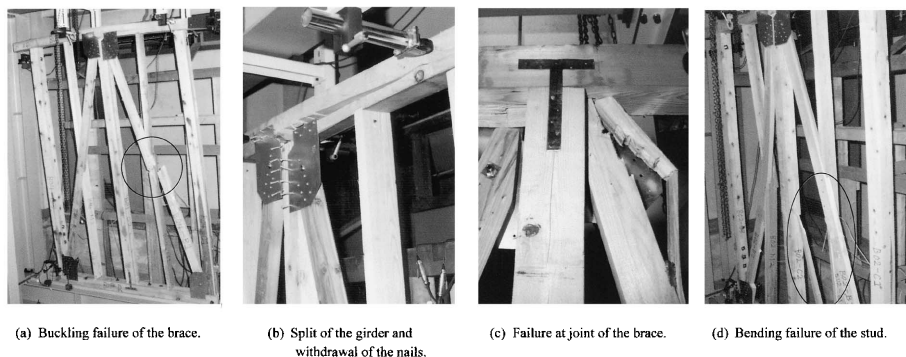 (a) Buckling failure of the brace.
(b) Split of the girder and
withdrawal of the nails.
(c) Failure at joint of the brace.
(d) Bending failure of the stud.